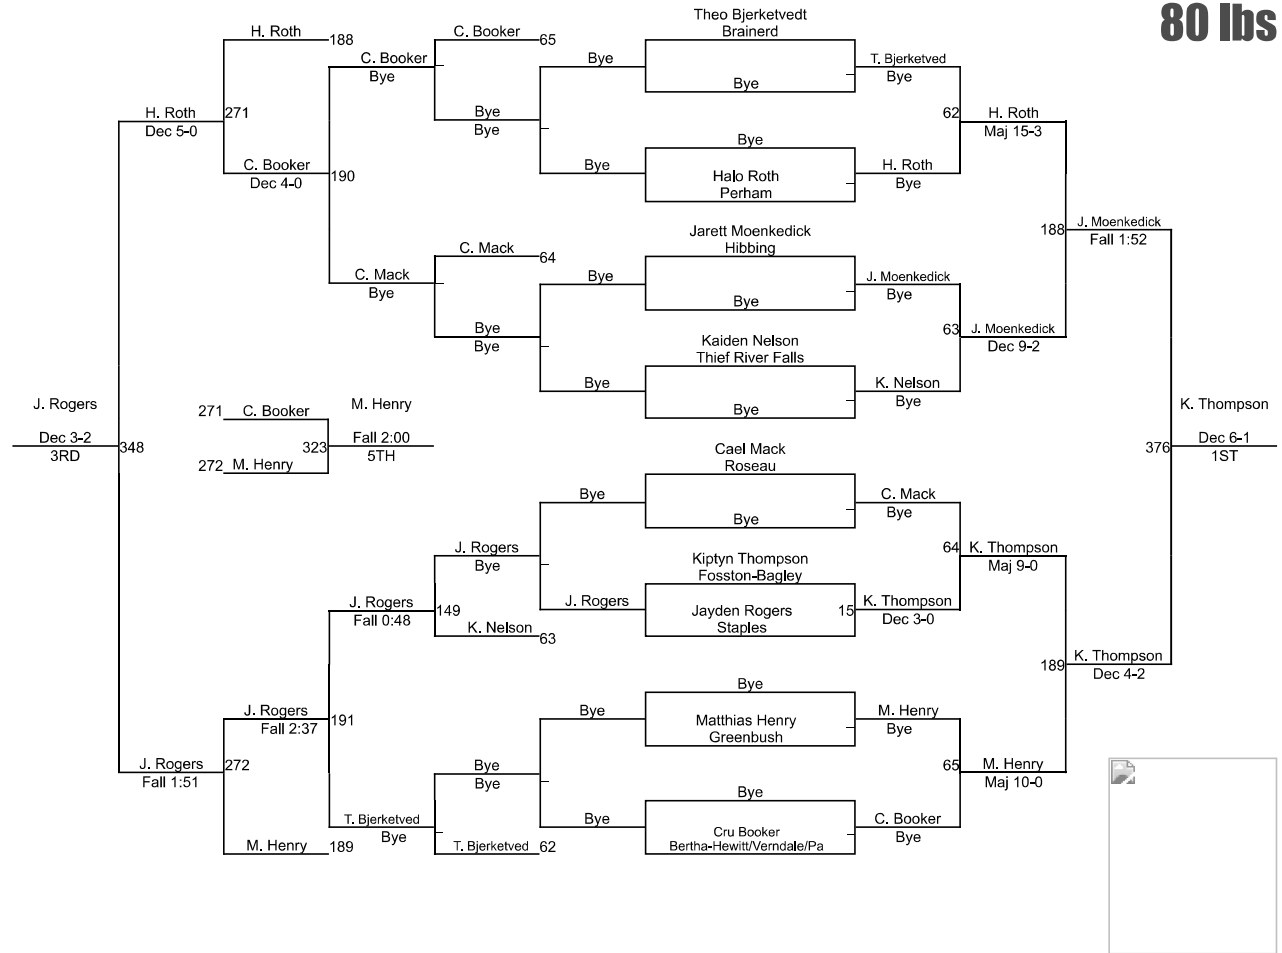 80 lbs
Theo Bjerketvedt
Brainerd
H. Roth
188
C. Booker
65
C. Booker
Bye
Bye
T. Bjerketved
Bye
Bye
H. Roth
Dec 5-0
271
Bye
Bye
62
H. Roth
Maj 15-3
Bye
C. Booker
Dec 4-0
190
Bye
Halo Roth
Perham
H. Roth
Bye
Jarett Moenkedick
Hibbing
188
J. Moenkedick
Fall 1:52
C. Mack
64
C. Mack
Bye
Bye
J. Moenkedick
Bye
Bye
Bye
Bye
63
J. Moenkedick
Dec 9-2
Kaiden Nelson
Thief River Falls
Bye
K. Nelson
Bye
Bye
J. Rogers
Dec 3-2
3RD
348
271
C. Booker
272
M. Henry
323
M. Henry
Fall 2:00
5TH
K. Thompson
Dec 6-1
1ST
376
Cael Mack
Roseau
Bye
C. Mack
Bye
Bye
J. Rogers
Bye
64
K. Thompson
Maj 9-0
Kiptyn Thompson
Fosston-Bagley
J. Rogers
Fall 0:48
149
J. Rogers
Jayden Rogers
Staples
15
K. Thompson
Dec 3-0
K. Nelson
63
189
K. Thompson
Dec 4-2
Bye
J. Rogers
Fall 2:37
191
Bye
Matthias Henry
Greenbush
M. Henry
Bye
J. Rogers
Fall 1:51
272
Bye
Bye
65
M. Henry
Maj 10-0
Bye
T. Bjerketved
Bye
Bye
Cru Booker
Bertha-Hewitt/Verndale/Pa
C. Booker
Bye
M. Henry
189
T. Bjerketved
62